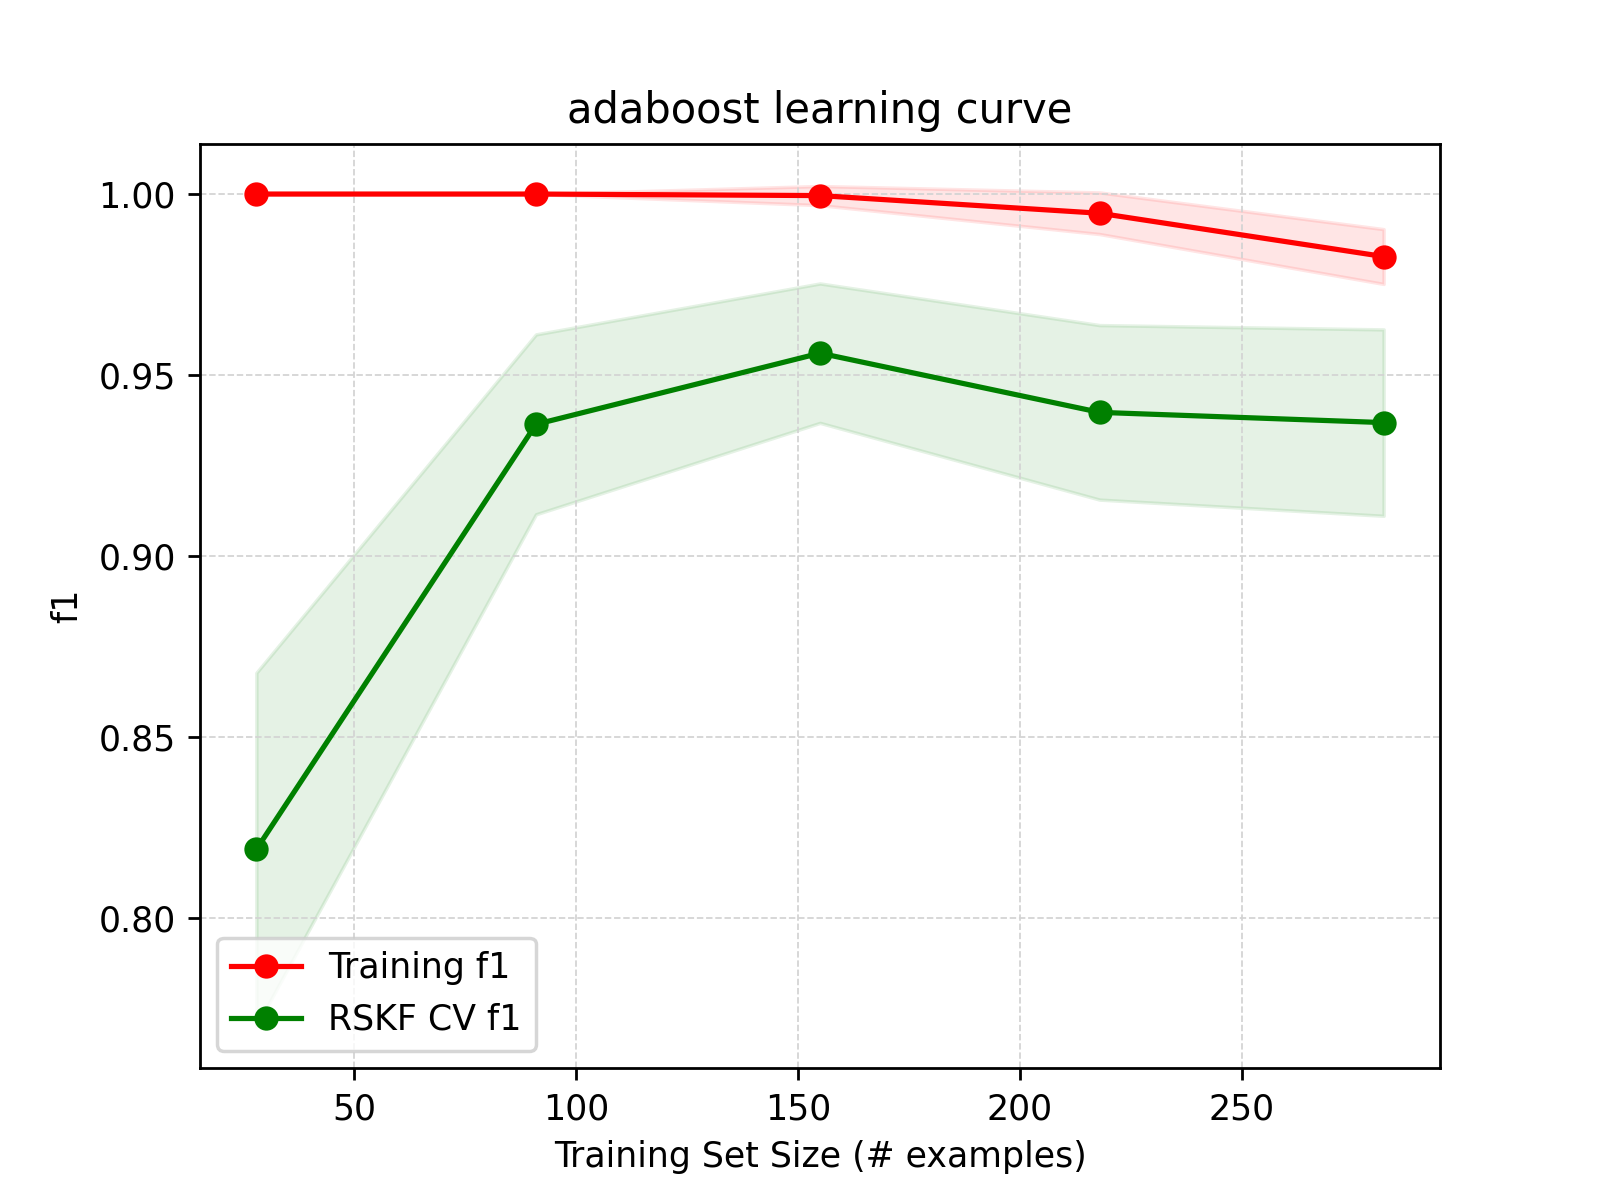 adaboost learning curve
1.00
0.95
0.90
0.85
0.80
f1
Training f1
RSKF CV f1
50 100 150 200 250
Training Set Size (# examples)